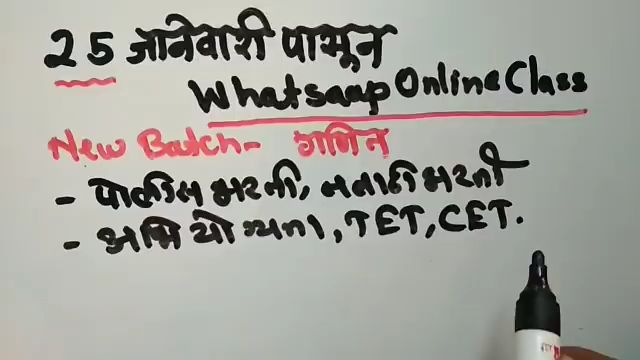 25 जानेवारी पासून
Whatsaap Online Class
New Batch - गणित
- पोलीस भरती, तलाठी भरती
- अभियोग्यता, TET, CET.